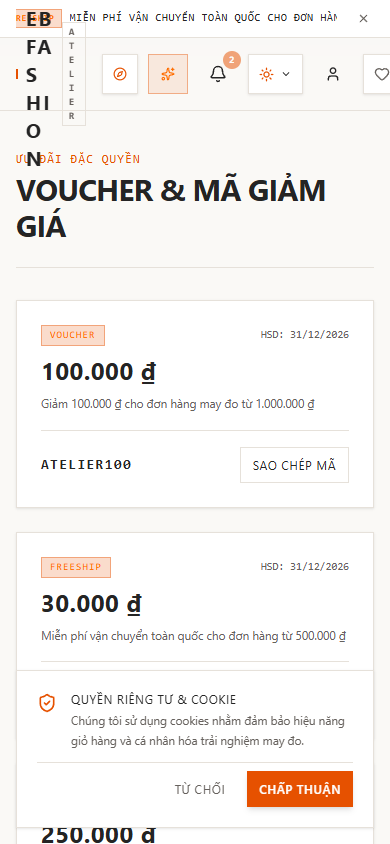 MIỄN PHÍ VẬN CHUYỂN TOÀN QUỐC CHO ĐƠN HÀN
EB
FA
S
HI
O
N
A
T
E
L
I
E
R
2
ƯU ĐÃI ĐẶC QUYỀN
VOUCHER & MÃ GIẢM
GIÁ
VOUCHER
HSD: 31/12/2026
100.000 ₫
Giảm 100.000 ₫ cho đơn hàng may đo từ 1.000.000 ₫
ATELIER100
SAO CHÉP MÃ
FREESHIP
HSD: 31/12/2026
30.000 ₫
Miễn phí vận chuyển toàn quốc cho đơn hàng từ 500.000 ₫
QUYỀN RIÊNG TƯ & COOKIE
Chúng tôi sử dụng cookies nhằm đảm bảo hiệu năng
giỏ hàng và cá nhân hóa trải nghiệm may đo.
TỪ CHỐI
CHẤP THUẬN
250.000 ₫